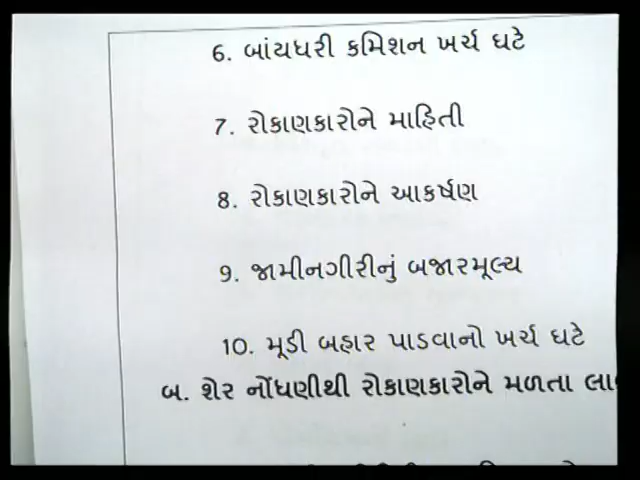 6. બાંયધરી કમિશન ખર્ચ ઘટે
7. રોકાણકારોને માહિતી
8. રોકાણકારોને આકર્ષણ
9. જામીનગીરીનું બજારમૂલ્ય
10. મૂડી બહાર પાડવાનો ખર્ચ ઘટે
બ. શેર નોંધણીથી રોકાણકારોને મળતા